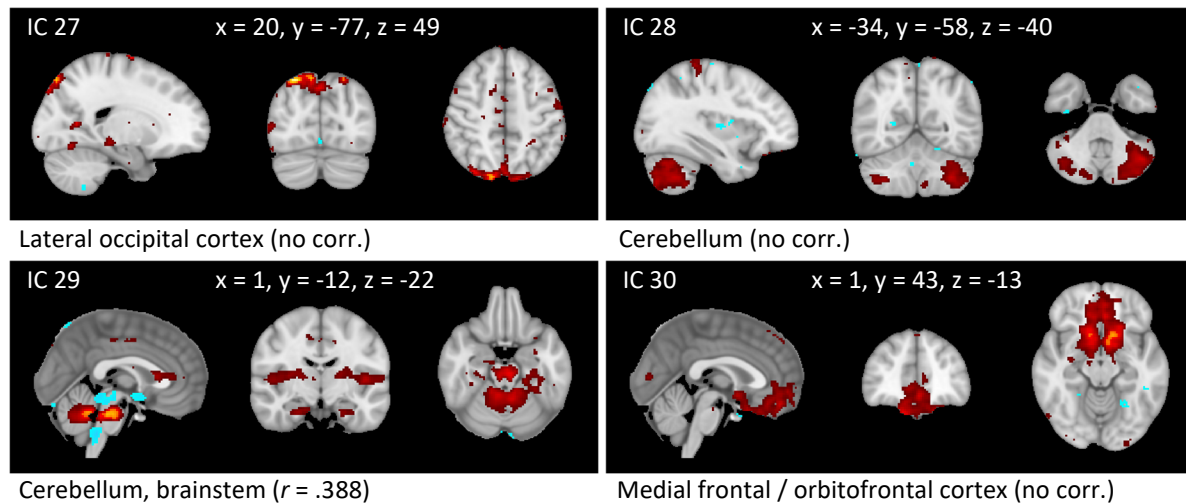 IC 27 x = 20, y = -77, z = 49
Lateral occipital cortex (no corr.)
IC 28 x = -34, y = -58, z = -40
Cerebellum (no corr.)
IC 29 x = 1, y = -12, z = -22
Cerebellum, brainstem (r = .388)
IC 30 x = 1, y = 43, z = -13
Medial frontal / orbitofrontal cortex (no corr.)